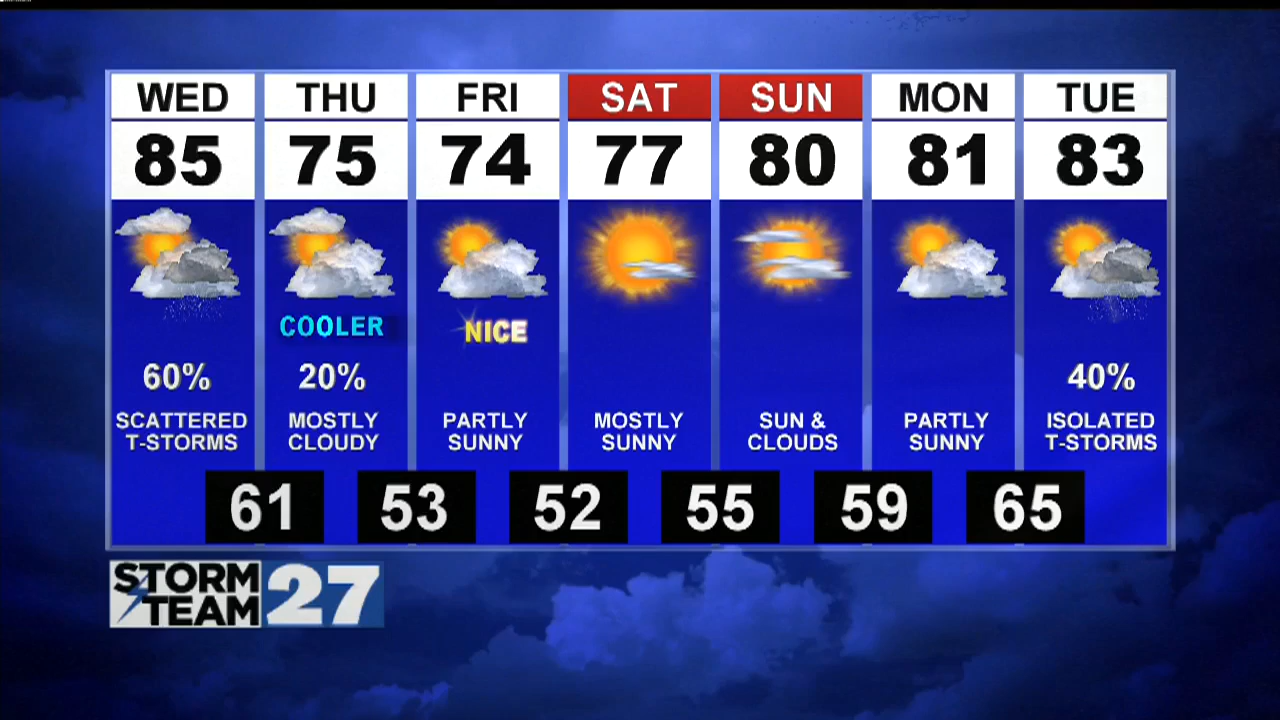 WED THU FRI SAT SUN MON TUE
85 75 74 77 80 81 83
COOLER NICE
60% 20% 40%
SCATTERED MOSTLY PARTLY MOSTLY SUN & PARTLY ISOLATED
T-STORMS CLOUDY SUNNY SUNNY CLOUDS SUNNY T-STORMS
61 53 52 55 59 65
STORM
TEAM 27